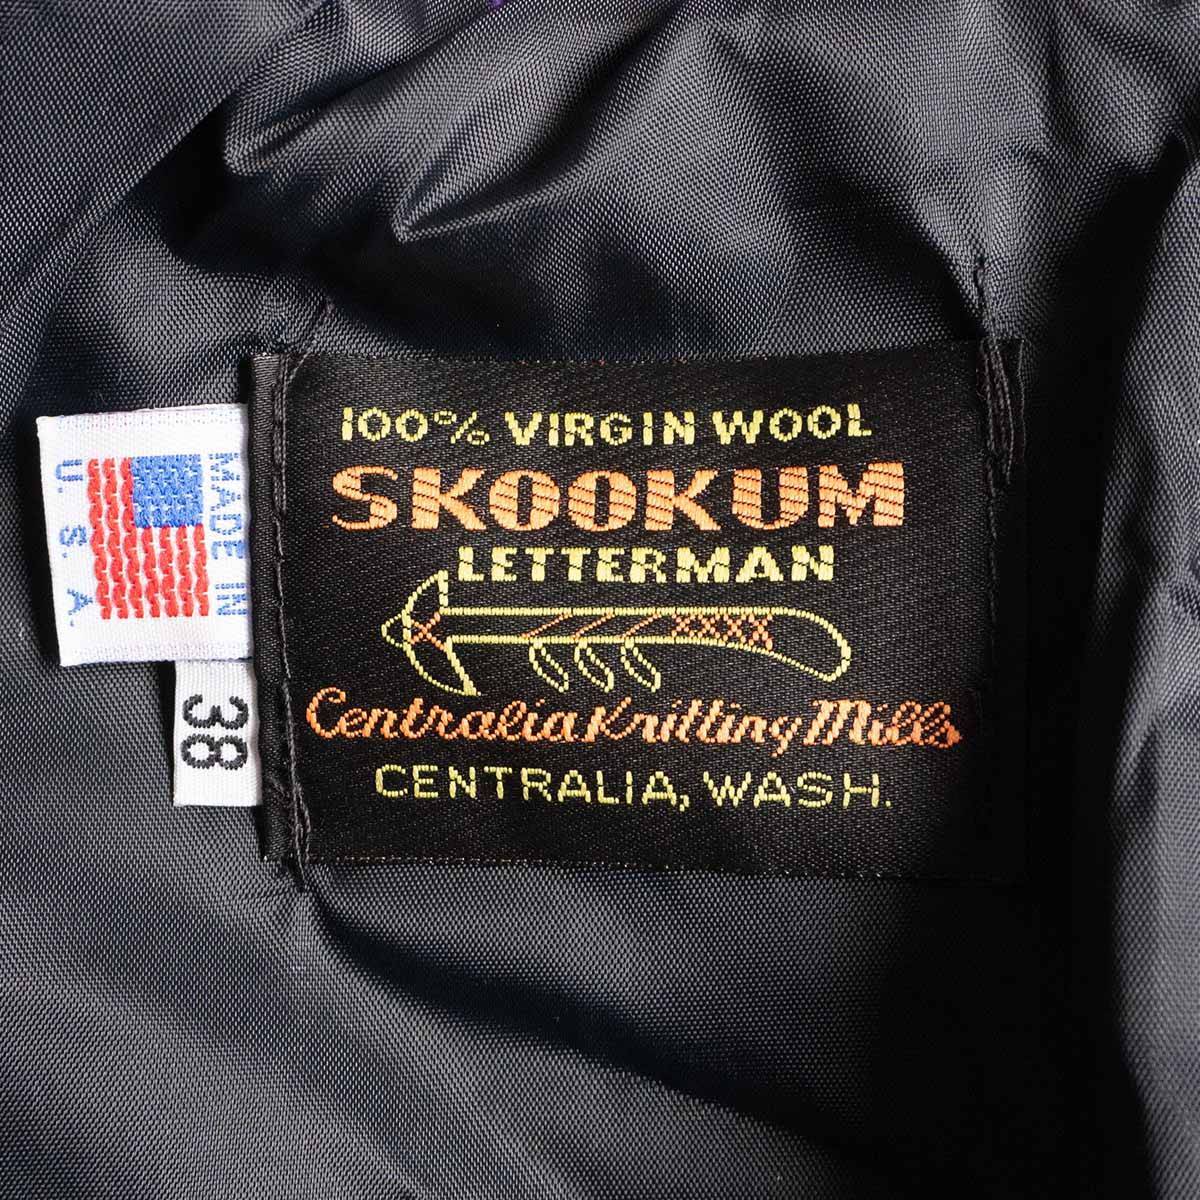 100% VIRGIN WOOL
SKOOKUM
LETTERMAN
Centralia Knitting Mills
CENTRALIA, WASH.
MADE IN
U. S. A.
38